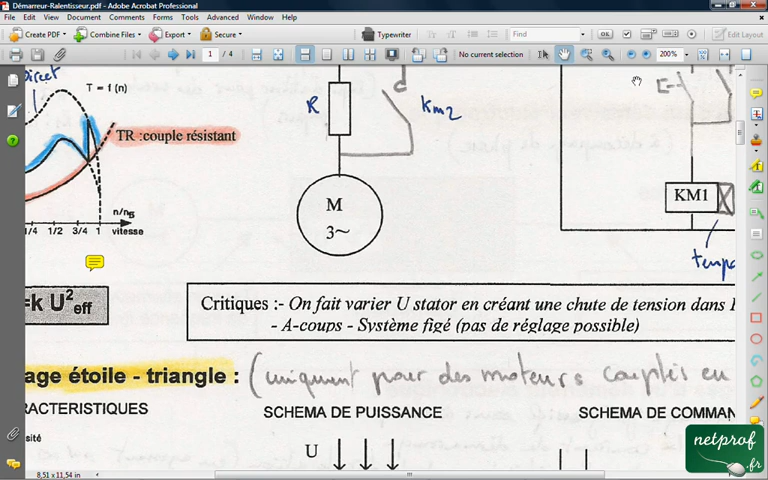 Démarreur-Ralentisseur.pdf - Adobe Acrobat Professional
File Edit View Document Comments Forms Tools Advanced Window Help
Create PDF Combine Files Export Secure Typewriter Find Edit Layout
1 / 4 No current selection 200%
Direct
T = f (n)
TR :couple résistant
1/4 1/2 3/4 1
n/ns
vitesse
R
KM2
M
3~
KM1
=k U²eff
Critiques :- On fait varier U stator en créant une chute de tension dans
- A-coups - Système figé (pas de réglage possible)
age étoile - triangle : (uniquement pour des moteurs couplés en
RACTERISTIQUES
SCHEMA DE PUISSANCE
SCHEMA DE COMMAN
sité
U
netprof
.fr
8,51 x 11,54 in